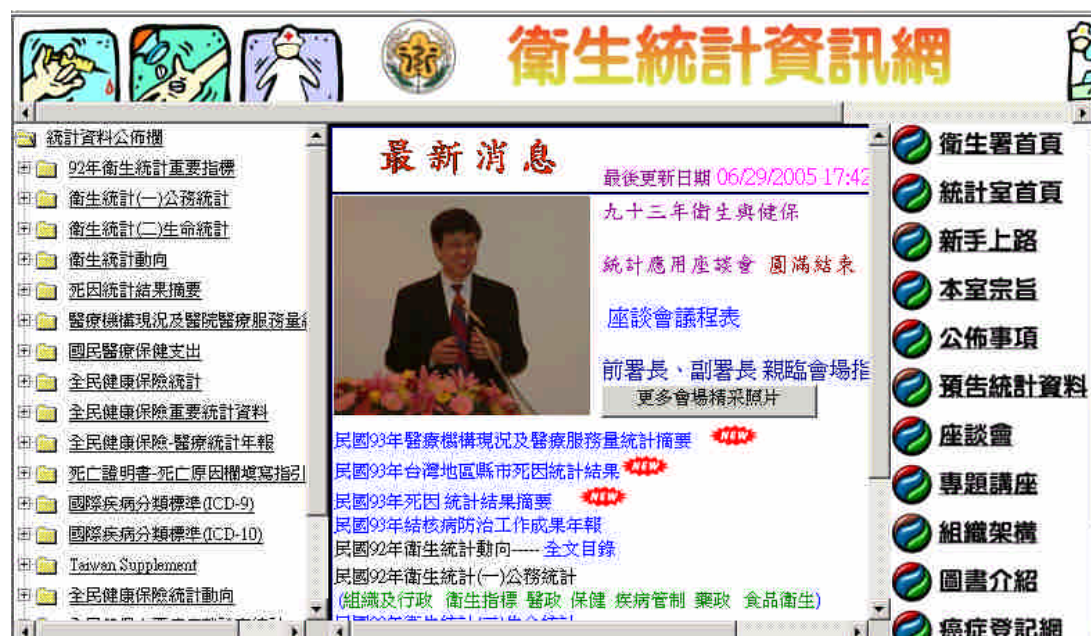 衛生統計資訊網
統計資料公佈欄
92年衛生統計重要指標
衛生統計(一)公務統計
衛生統計(二)生命統計
衛生統計動向
死因統計結果摘要
醫療機構現況及醫院醫療服務量
國民醫療保健支出
全民健康保險統計
全民健康保險重要統計資料
全民健康保險-醫療統計年報
死亡證明書-死亡原因欄填寫指引
國際疾病分類標準(ICD-9)
國際疾病分類標準(ICD-10)
Taiwan Supplement
全民健康保險統計動向
最新消息
最後更新日期 06/29/2005 17:42
九十三年衛生與健保
統計應用座談會 圓滿結束
座談會議程表
前署長、副署長 親臨會場指
更多會場精采照片
民國93年醫療機構現況及醫療服務量統計摘要 NEW
民國93年台灣地區縣市死因統計結果 NEW
民國93年死因 統計結果摘要 NEW
民國93年結核病防治工作成果年報
民國92年衛生統計動向----- 全文目錄
民國92年衛生統計(一)公務統計
(組織及行政 衛生指標 醫政 保健 疾病管制 藥政 食品衛生)
民國92年衛生統計(二)生命統計
衛生署首頁
統計室首頁
新手上路
本室宗旨
公佈事項
預告統計資料
座談會
專題講座
組織架構
圖書介紹
癌症登記網